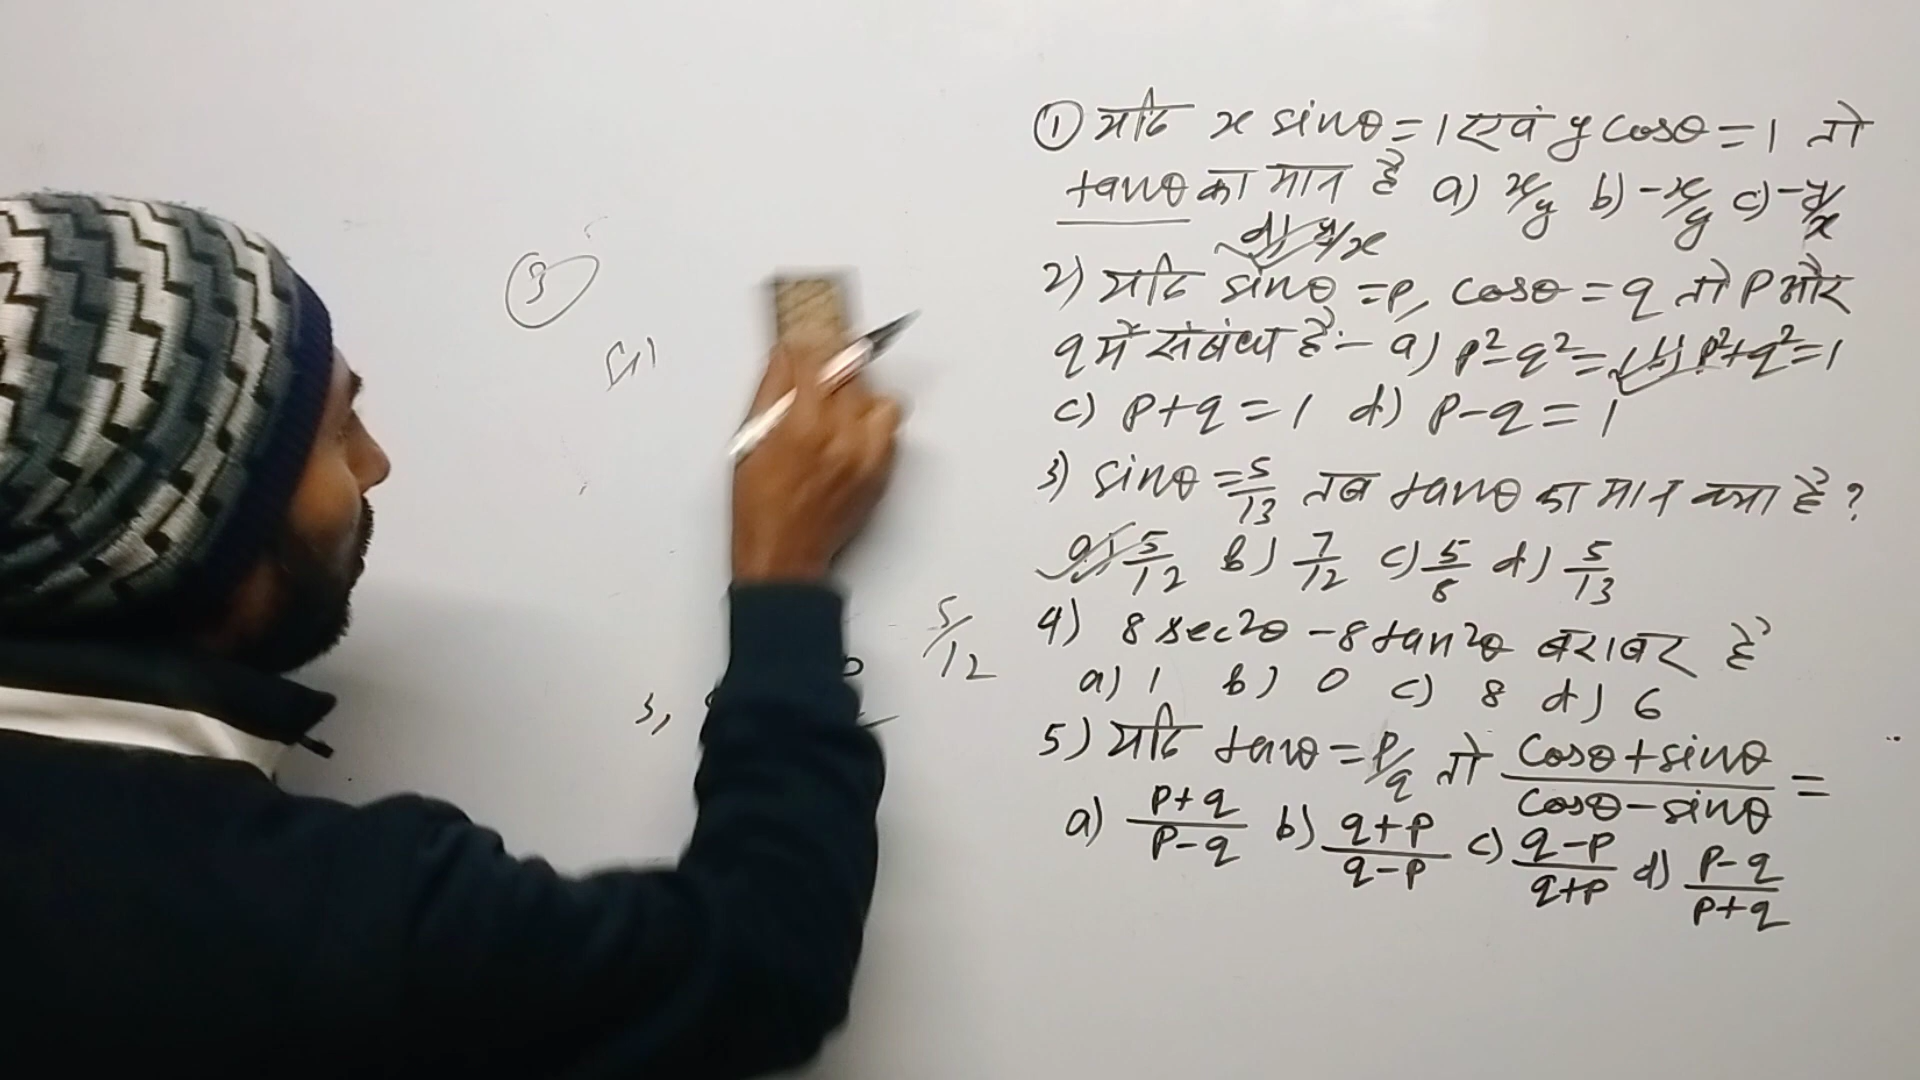 3
5/12
① यदि x sinθ = 1 एवं y cosθ = 1 तो
tanθ का मान है a) x/y b) -x/y c) -y/x
d) y/x
2) यदि sinθ = p, cosθ = q तो p और
q में संबंध है :- a) p²-q²=1 b) p²+q²=1
c) p+q=1 d) p-q=1
3) sinθ = 5/13 तब tanθ का मान क्या है ?
a) 5/12 b) 7/12 c) 5/8 d) 5/13
4) 8 sec²θ - 8 tan²θ बराबर है
a) 1 b) 0 c) 8 d) 6
5) यदि tanθ = p/q तो (cosθ + sinθ)/(cosθ - sinθ) =
a) (p+q)/(p-q) b) (q+p)/(q-p) c) (q-p)/(q+p) d) (p-q)/(p+q)